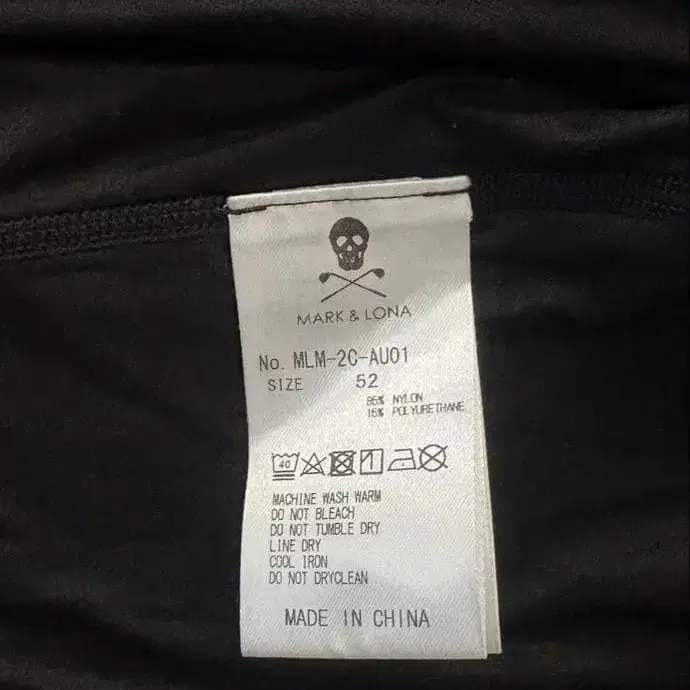 MARK & LONA
No. MLM-2C-AU01
SIZE 52
85% NYLON
15% POLYURETHANE
40
MACHINE WASH WARM
DO NOT BLEACH
DO NOT TUMBLE DRY
LINE DRY
COOL IRON
DO NOT DRYCLEAN
MADE IN CHINA